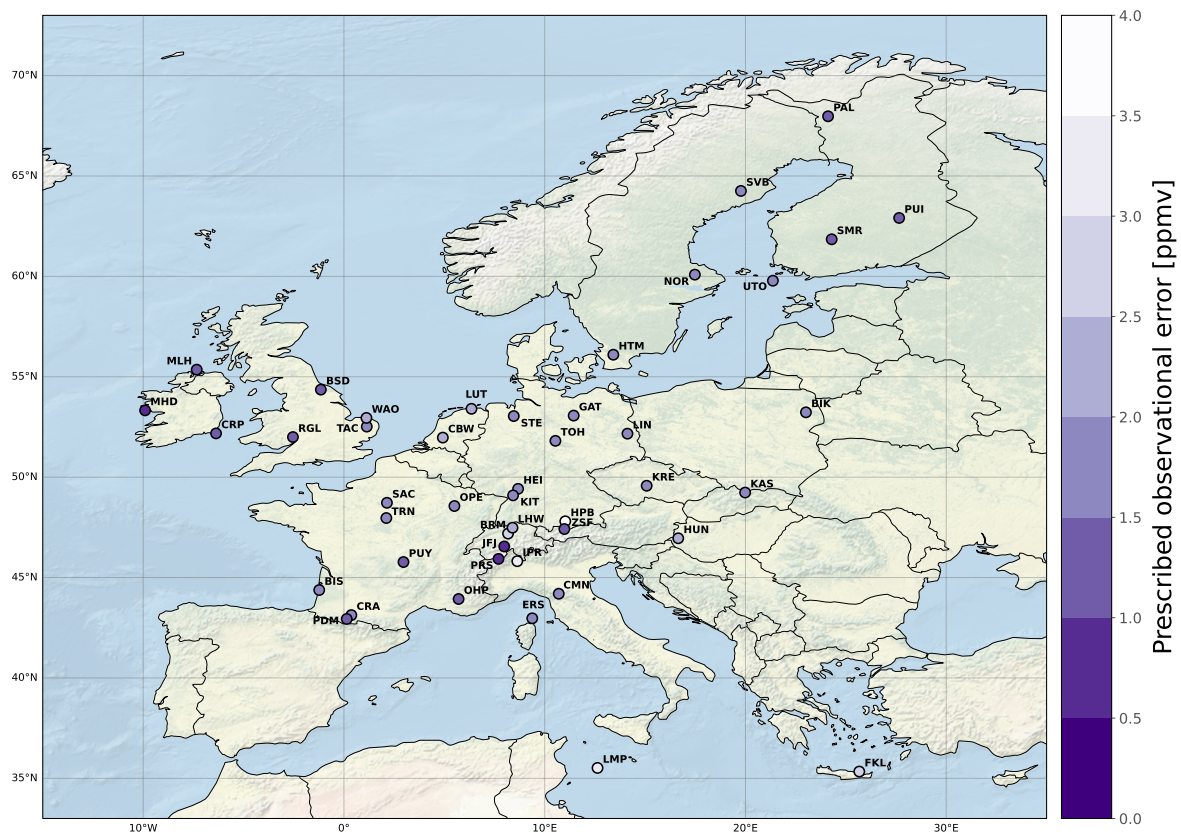 4.0
70°N
PAL
3.5
65°N
SVB
PUI
SMR
3.0
60°N
NOR
UTO
2.5
HTM
MLH
55°N
BSD
LUT
GAT
BIK
MHD
WAO
CRP
RGL
TAC
CBW
STE
TOH
LIN
2.0
50°N
HEI
KRE
KAS
SAC
OPE
KIT
TRN
LHW
HPB
BRM
ZSF
HUN
JFJ
IPR
PUY
PRS
1.5
45°N
BIS
OHP
CMN
CRA
ERS
PDM
1.0
40°N
0.5
LMP
FKL
35°N
0.0
10°W
0°
10°E
20°E
30°E
Prescribed observational error [ppmv]